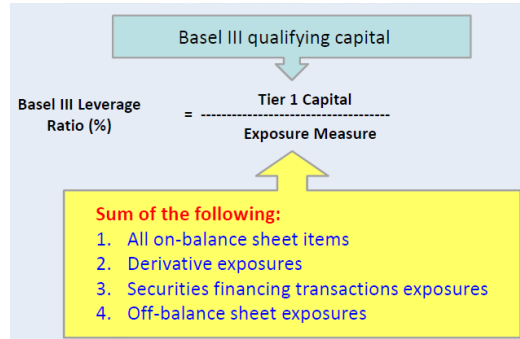 Basel III qualifying capital
Basel III Leverage
Ratio (%)
=
Tier 1 Capital
------------------------------------
Exposure Measure
Sum of the following:
1. All on-balance sheet items
2. Derivative exposures
3. Securities financing transactions exposures
4. Off-balance sheet exposures